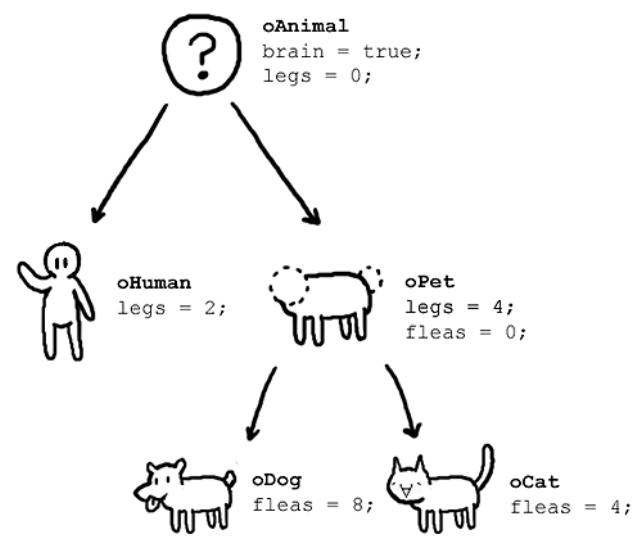 ?
oAnimal
brain = true;
legs = 0;
oHuman
legs = 2;
oPet
legs = 4;
fleas = 0;
oDog
fleas = 8;
oCat
fleas = 4;